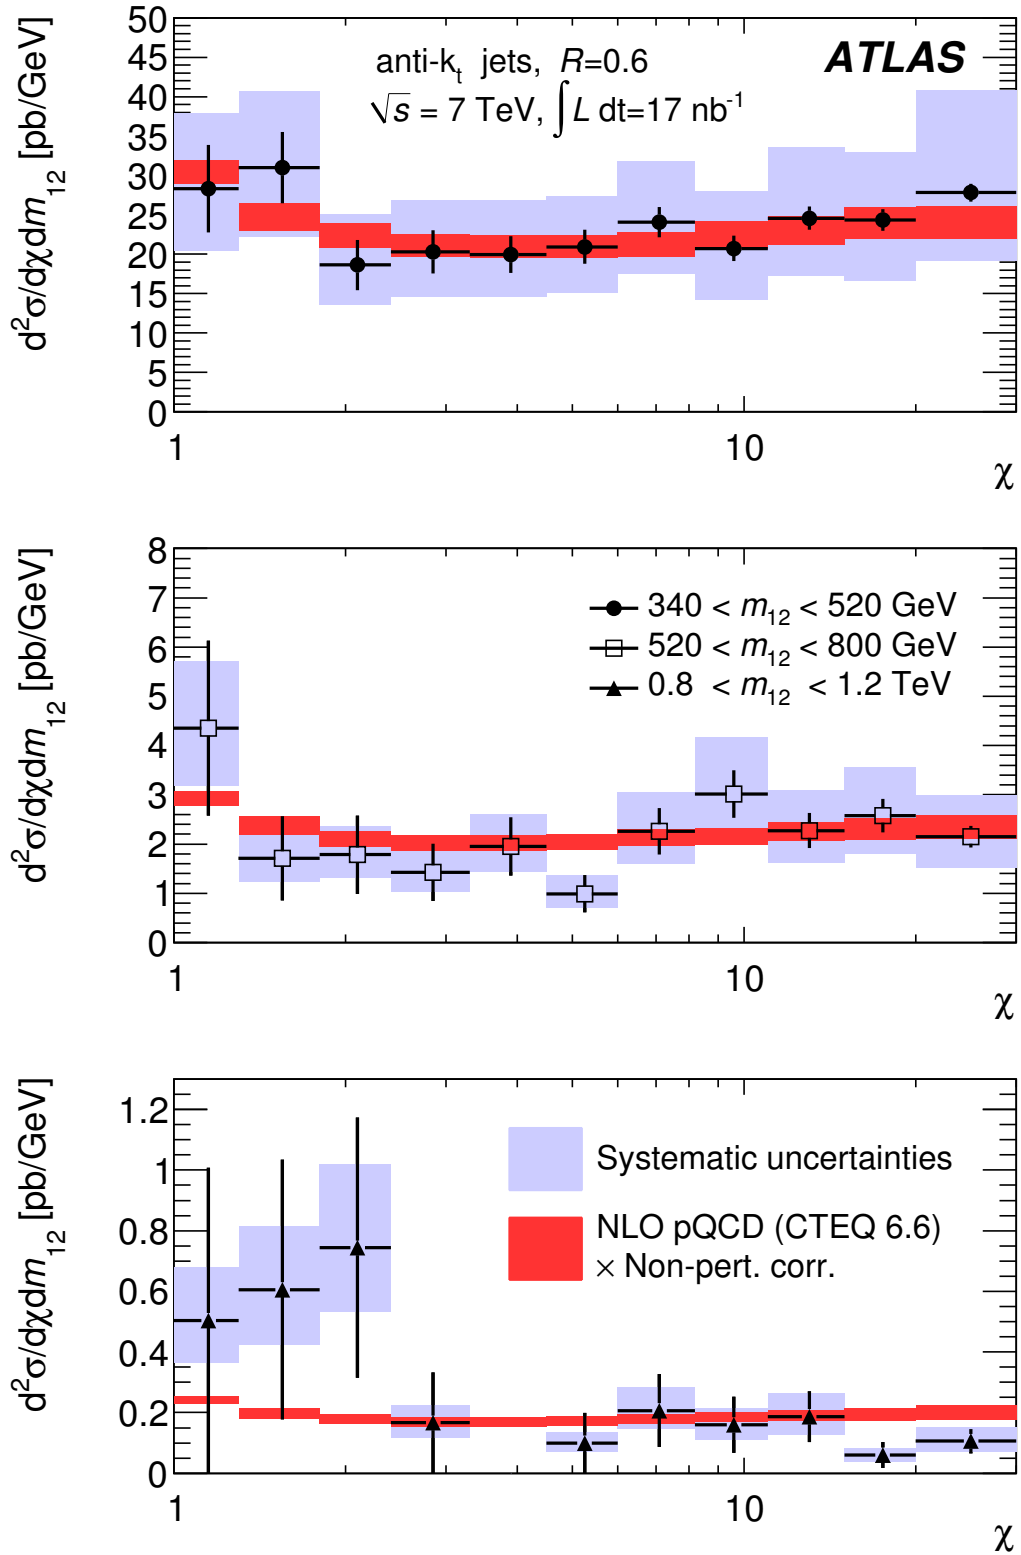 50
45
40
35
30
25
20
15
10
5
0
d²σ/dχdm₁₂ [pb/GeV]
anti-kₜ jets, R=0.6
√s = 7 TeV, ∫L dt=17 nb⁻¹
ATLAS
1
10
χ
8
7
6
5
4
3
2
1
0
d²σ/dχdm₁₂ [pb/GeV]
340 < m₁₂ < 520 GeV
520 < m₁₂ < 800 GeV
0.8 < m₁₂ < 1.2 TeV
1
10
χ
1.2
1
0.8
0.6
0.4
0.2
0
d²σ/dχdm₁₂ [pb/GeV]
Systematic uncertainties
NLO pQCD (CTEQ 6.6)
× Non-pert. corr.
1
10
χ